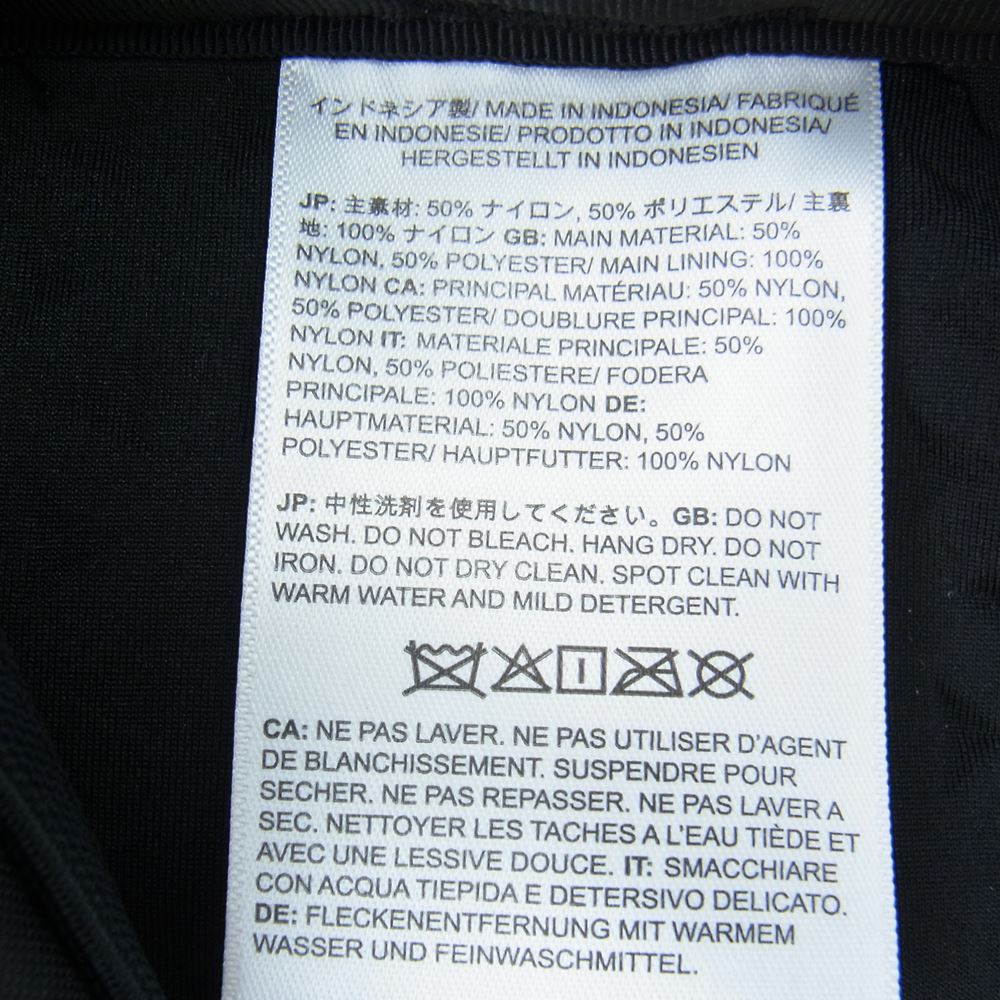 インドネシア製/ MADE IN INDONESIA/ FABRIQUÉ
EN INDONESIE/ PRODOTTO IN INDONESIA/
HERGESTELLT IN INDONESIEN
JP: 主素材: 50% ナイロン, 50% ポリエステル/ 主裏
地: 100% ナイロン GB: MAIN MATERIAL: 50%
NYLON, 50% POLYESTER/ MAIN LINING: 100%
NYLON CA: PRINCIPAL MATÉRIAU: 50% NYLON,
50% POLYESTER/ DOUBLURE PRINCIPAL: 100%
NYLON IT: MATERIALE PRINCIPALE: 50%
NYLON, 50% POLIESTERE/ FODERA
PRINCIPALE: 100% NYLON DE:
HAUPTMATERIAL: 50% NYLON, 50%
POLYESTER/ HAUPTFUTTER: 100% NYLON
JP: 中性洗剤を使用してください。GB: DO NOT
WASH. DO NOT BLEACH. HANG DRY. DO NOT
IRON. DO NOT DRY CLEAN. SPOT CLEAN WITH
WARM WATER AND MILD DETERGENT.
CA: NE PAS LAVER. NE PAS UTILISER D'AGENT
DE BLANCHISSEMENT. SUSPENDRE POUR
SECHER. NE PAS REPASSER. NE PAS LAVER A
SEC. NETTOYER LES TACHES A L'EAU TIÈDE ET
AVEC UNE LESSIVE DOUCE. IT: SMACCHIARE
CON ACQUA TIEPIDA E DETERSIVO DELICATO.
DE: FLECKENENTFERNUNG MIT WARMEM
WASSER UND FEINWASCHMITTEL.